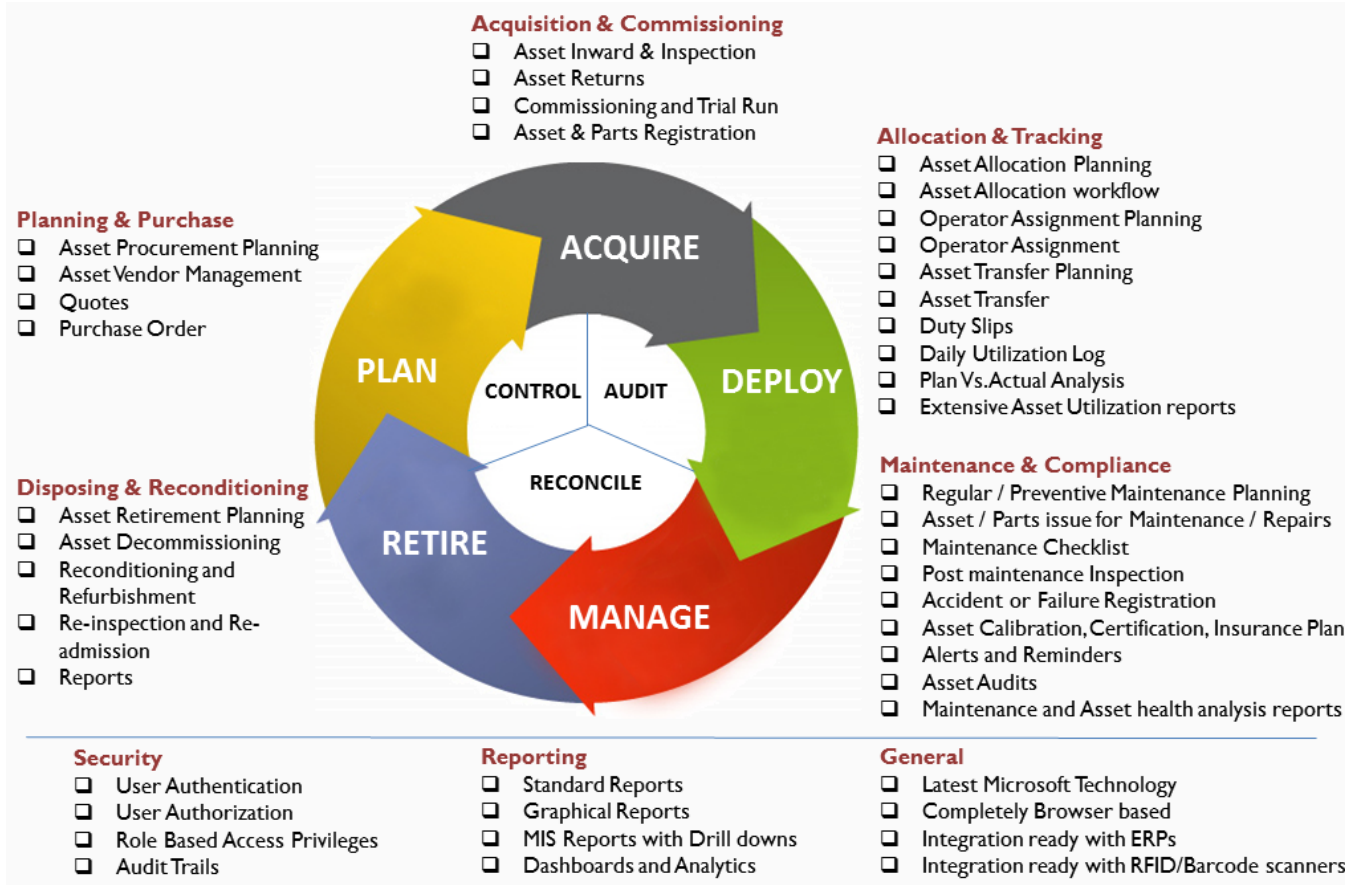 Acquisition & Commissioning
Asset Inward & Inspection
Asset Returns
Commissioning and Trial Run
Asset & Parts Registration
Allocation & Tracking
Asset Allocation Planning
Asset Allocation workflow
Operator Assignment Planning
Operator Assignment
Asset Transfer Planning
Asset Transfer
Duty Slips
Daily Utilization Log
Plan Vs. Actual Analysis
Extensive Asset Utilization reports
Planning & Purchase
Asset Procurement Planning
Asset Vendor Management
Quotes
Purchase Order
ACQUIRE
PLAN
DEPLOY
CONTROL
AUDIT
RECONCILE
RETIRE
MANAGE
Maintenance & Compliance
Regular / Preventive Maintenance Planning
Asset / Parts issue for Maintenance / Repairs
Maintenance Checklist
Post maintenance Inspection
Accident or Failure Registration
Asset Calibration, Certification, Insurance Plan
Alerts and Reminders
Asset Audits
Maintenance and Asset health analysis reports
Disposing & Reconditioning
Asset Retirement Planning
Asset Decommissioning
Reconditioning and
Refurbishment
Re-inspection and Re-
admission
Reports
Security
User Authentication
User Authorization
Role Based Access Privileges
Audit Trails
Reporting
Standard Reports
Graphical Reports
MIS Reports with Drill downs
Dashboards and Analytics
General
Latest Microsoft Technology
Completely Browser based
Integration ready with ERPs
Integration ready with RFID/Barcode scanners